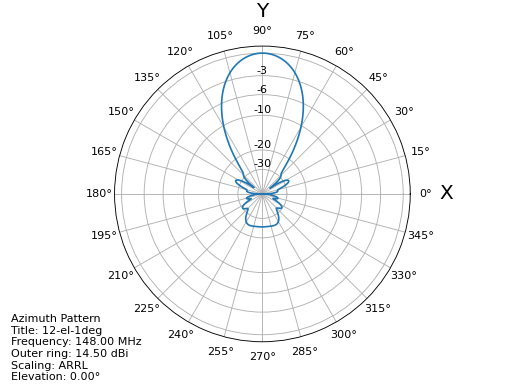 Y
90°
105° 75°
120° 60°
135° 45°
150° 30°
165° 15°
180° 0° X
195° 345°
210° 330°
225° 315°
240° 300°
255° 285°
270°
-3
-6
-10
-20
-30
Azimuth Pattern
Title: 12-el-1deg
Frequency: 148.00 MHz
Outer ring: 14.50 dBi
Scaling: ARRL
Elevation: 0.00°